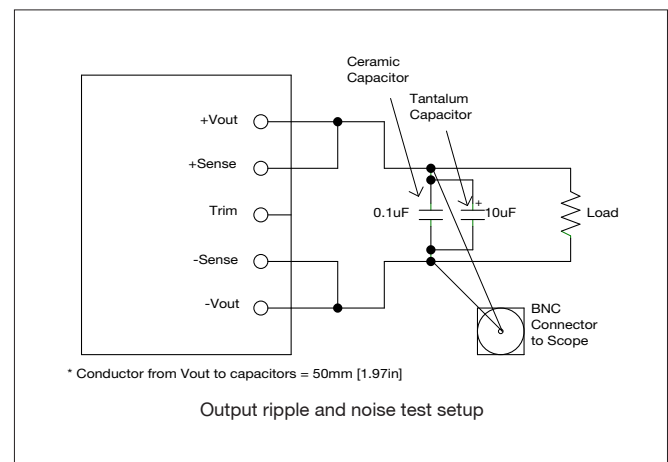 Ceramic
Capacitor
Tantalum
Capacitor
+Vout
+Sense
Trim
-Sense
-Vout
0.1uF
+
10uF
Load
BNC
Connector
to Scope
* Conductor from Vout to capacitors = 50mm [1.97in]
Output ripple and noise test setup